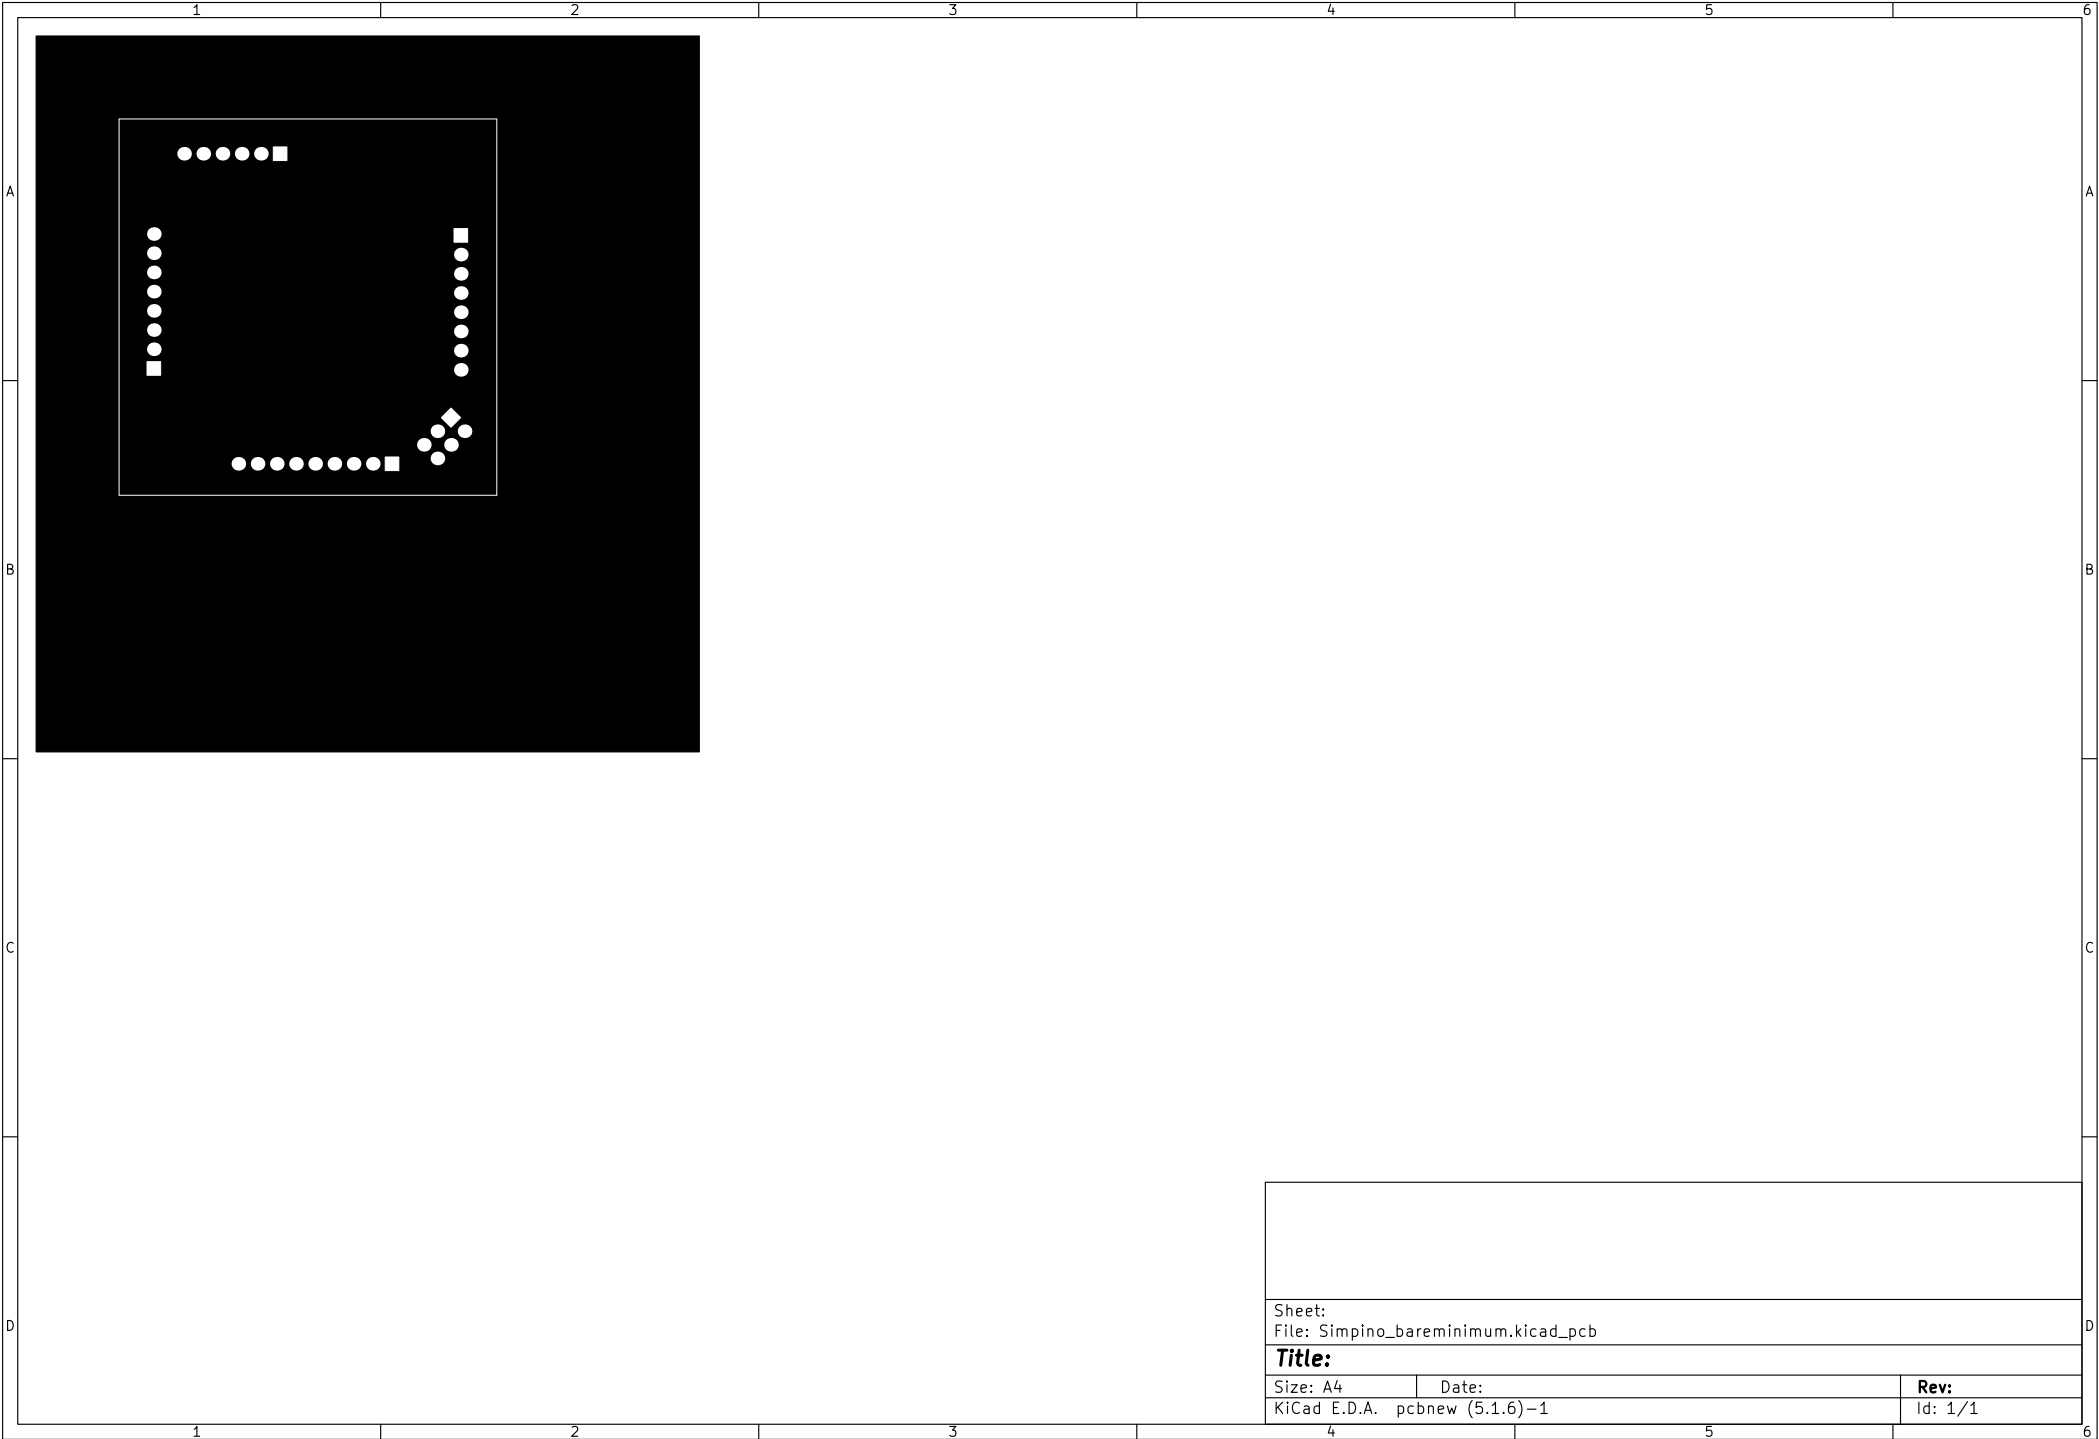 1 2 3 4 5 6
A A
B B
C C
D D
Sheet:
File: Simpino_bareminimum.kicad_pcb
Title:
Size: A4 Date: Rev:
KiCad E.D.A. pcbnew (5.1.6)-1 Id: 1/1
1 2 3 4 5 6